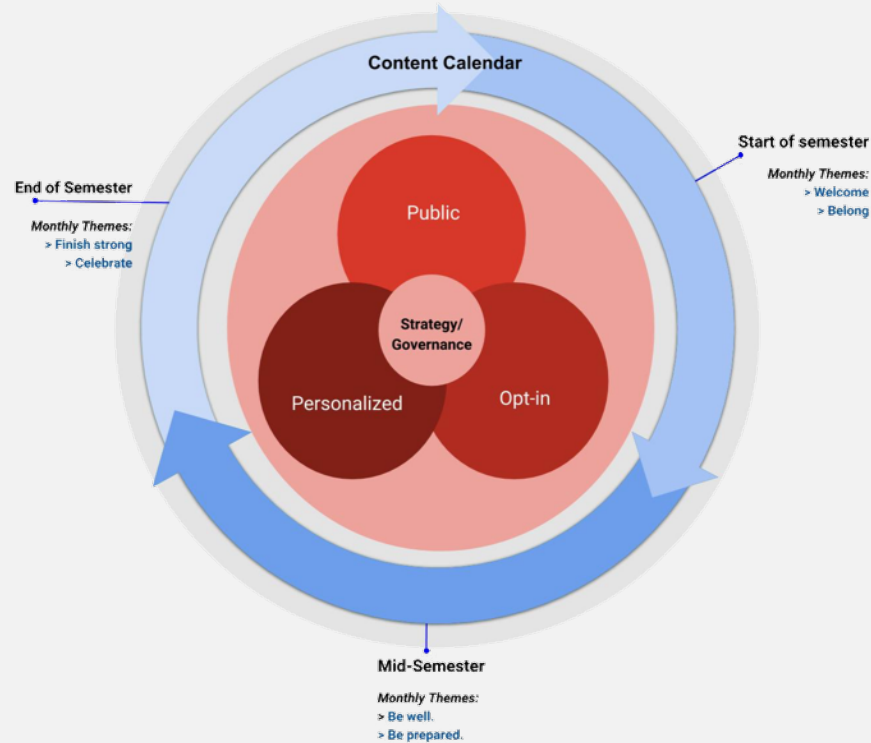 Content Calendar
Start of semester
Monthly Themes:
> Welcome
> Belong
End of Semester
Monthly Themes:
> Finish strong
> Celebrate
Public
Strategy/
Governance
Personalized
Opt-in
Mid-Semester
Monthly Themes:
> Be well.
> Be prepared.